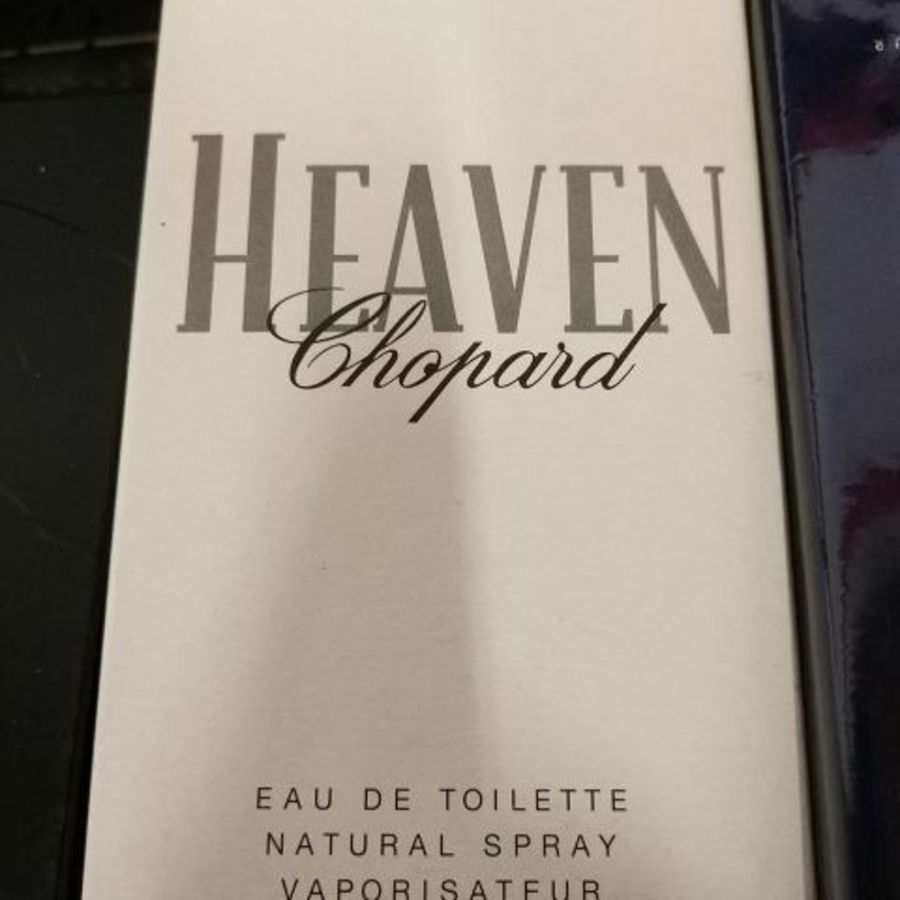 HEAVEN
Chopard
EAU DE TOILETTE
NATURAL SPRAY
VAPORISATEUR